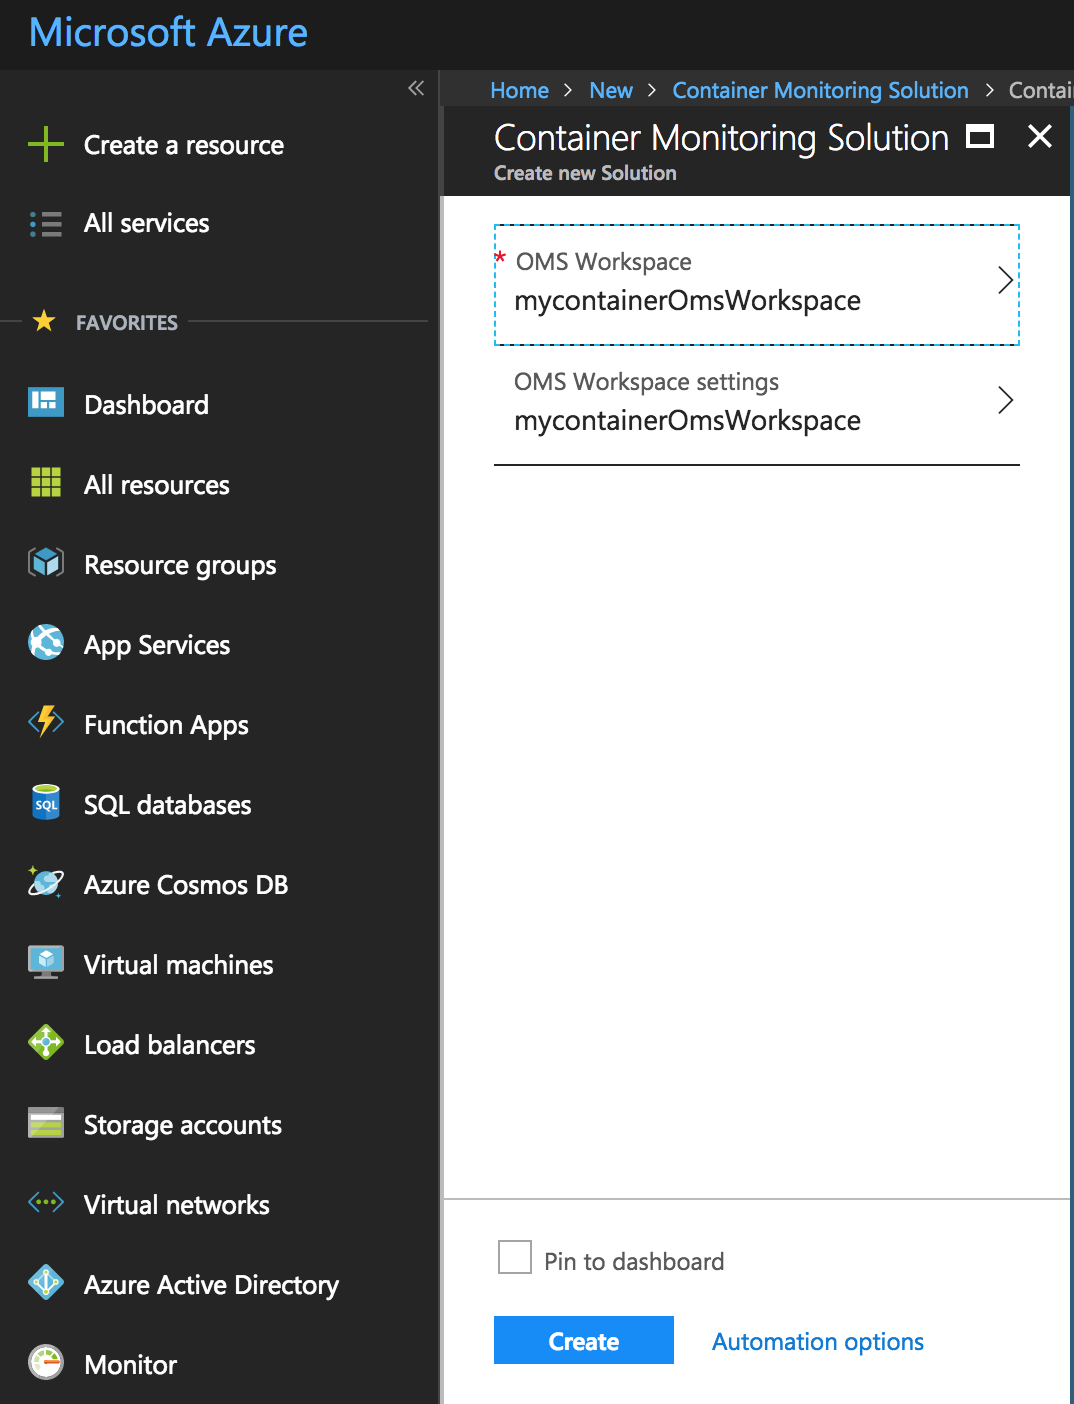 Microsoft Azure
«
Create a resource
All services
FAVORITES
Dashboard
All resources
Resource groups
App Services
Function Apps
SQL
SQL databases
Azure Cosmos DB
Virtual machines
Load balancers
Storage accounts
Virtual networks
Azure Active Directory
Monitor
Home > New > Container Monitoring Solution > Contai
Container Monitoring Solution
Create new Solution
* OMS Workspace
mycontainerOmsWorkspace
OMS Workspace settings
mycontainerOmsWorkspace
Pin to dashboard
Create Automation options